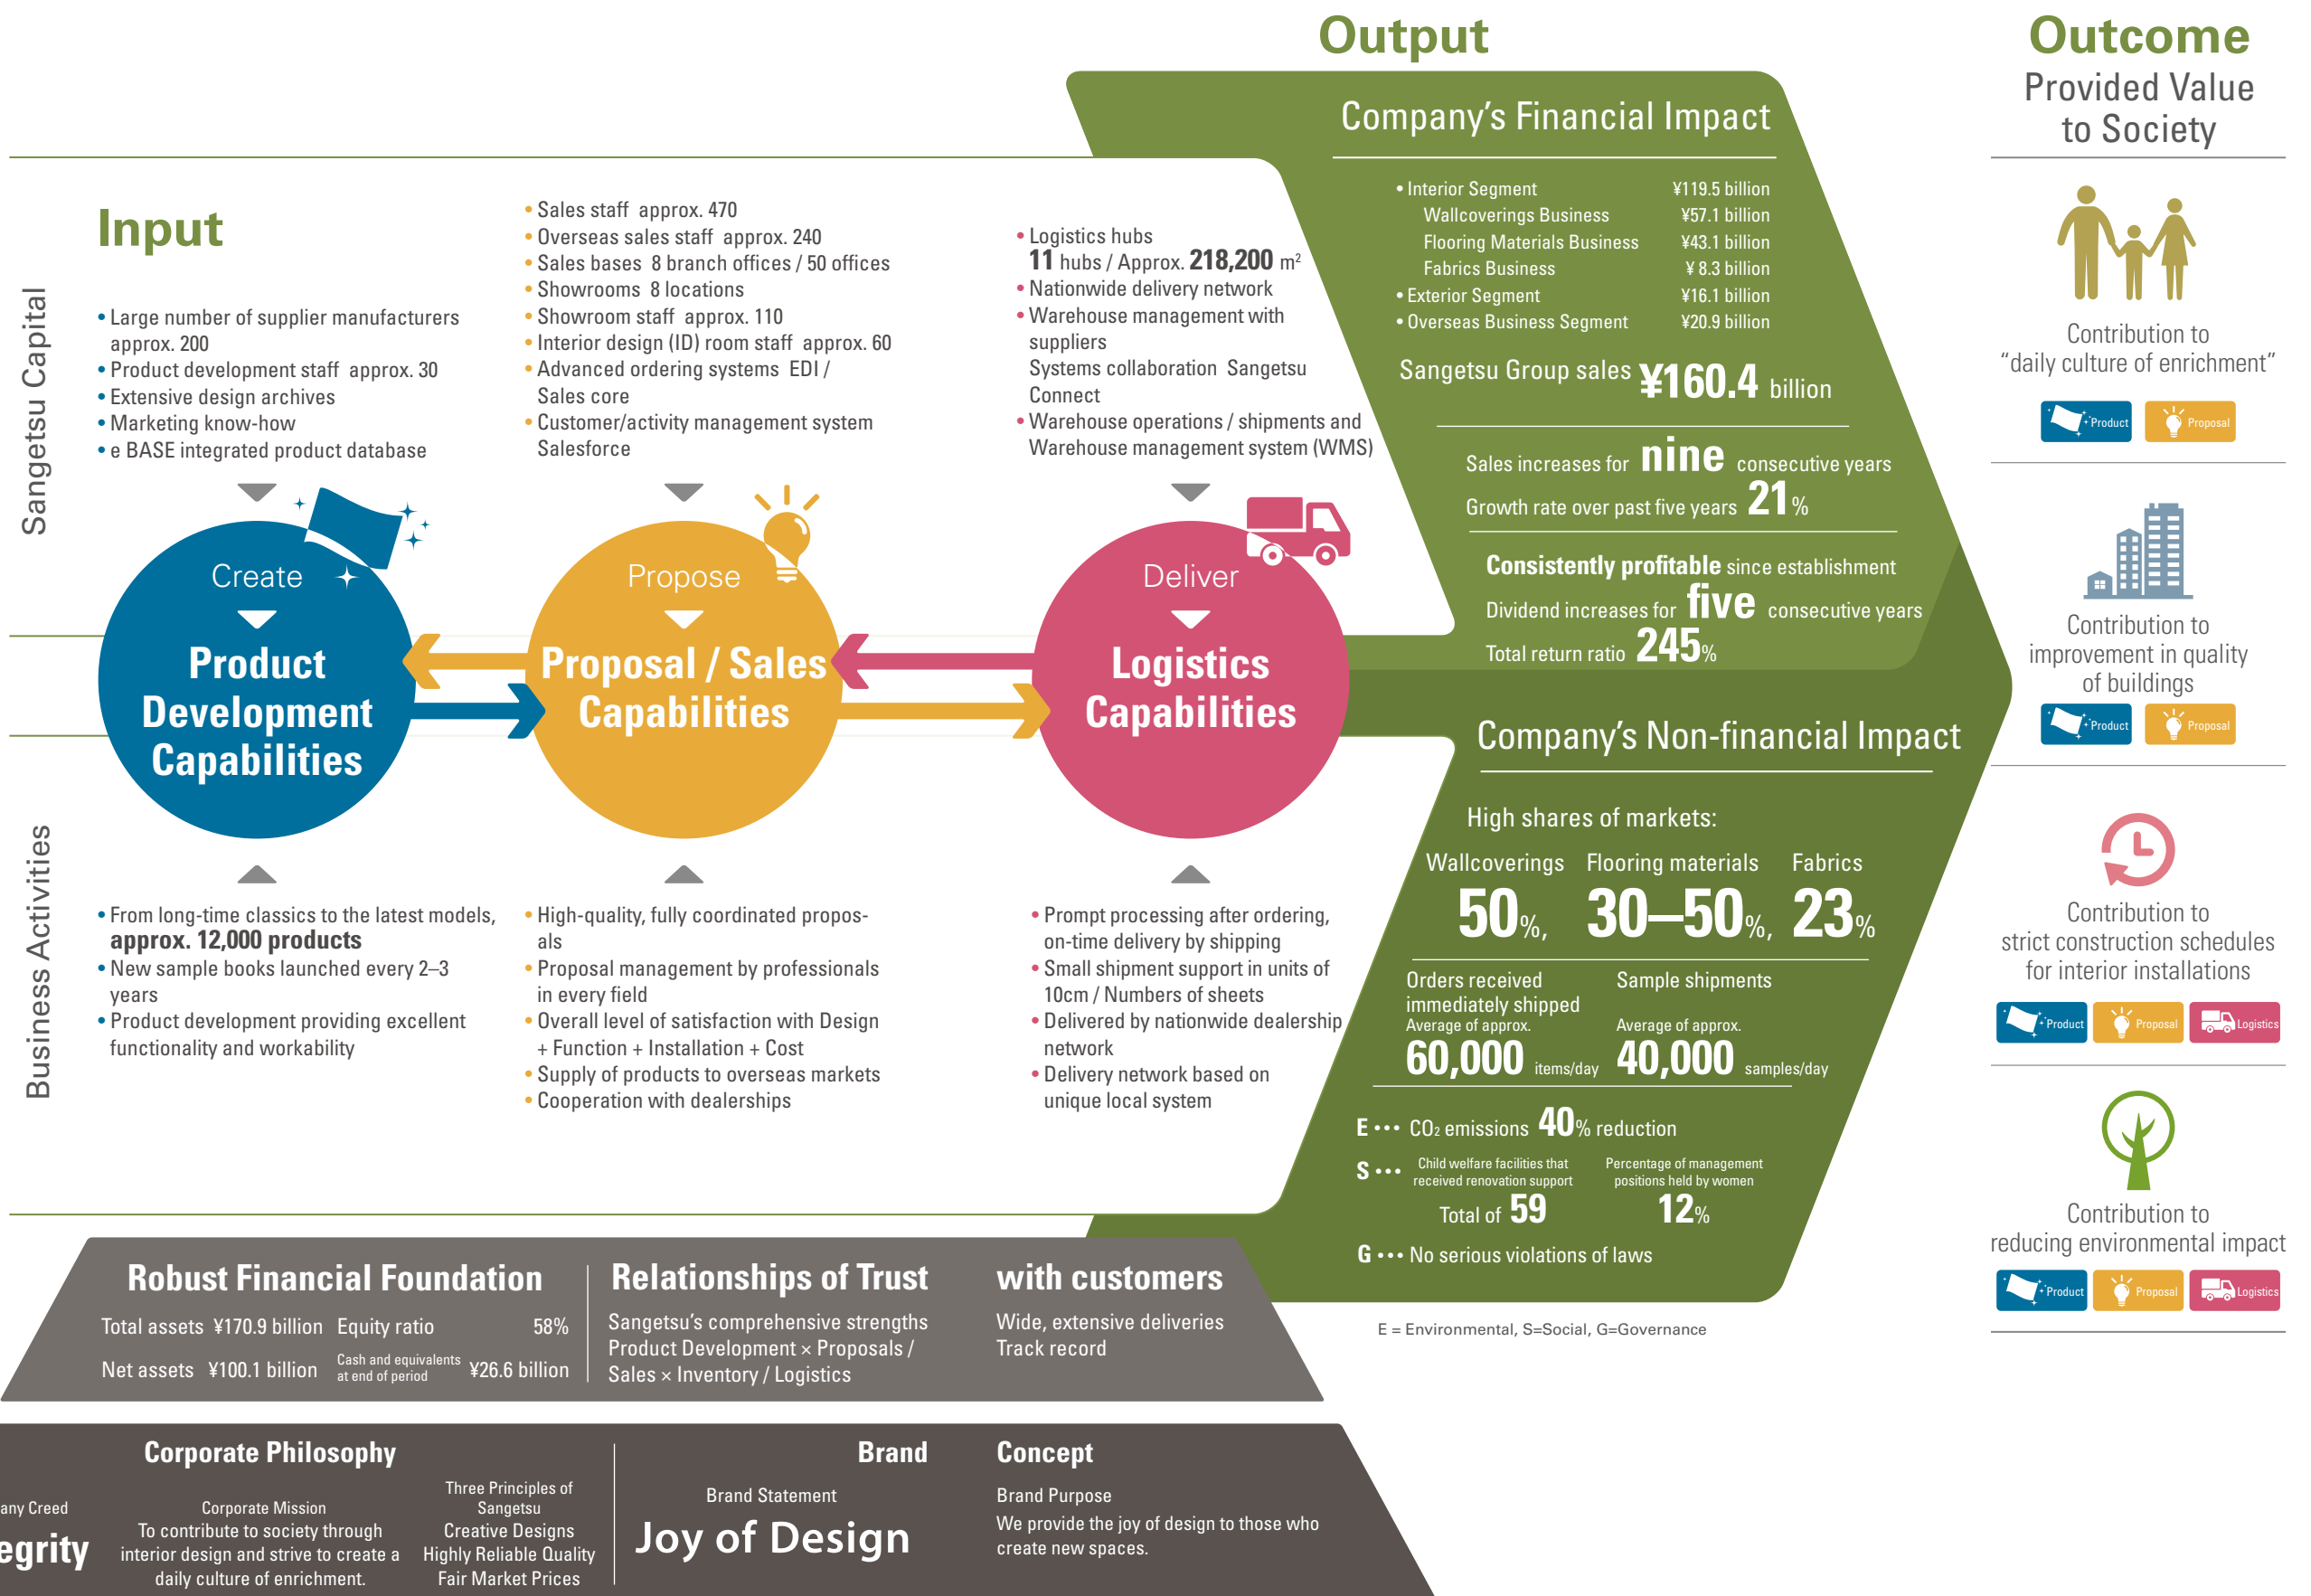 Output
Outcome
Provided Value
to Society
Company's Financial Impact
• Interior Segment ¥119.5 billion
Wallcoverings Business ¥57.1 billion
Flooring Materials Business ¥43.1 billion
Fabrics Business ¥ 8.3 billion
• Exterior Segment ¥16.1 billion
• Overseas Business Segment ¥20.9 billion
Sangetsu Group sales ¥160.4 billion
Sales increases for nine consecutive years
Growth rate over past five years 21%
Consistently profitable since establishment
Dividend increases for five consecutive years
Total return ratio 245%
Input
Sangetsu Capital
• Large number of supplier manufacturers
approx. 200
• Product development staff approx. 30
• Extensive design archives
• Marketing know-how
• e BASE integrated product database
• Sales staff approx. 470
• Overseas sales staff approx. 240
• Sales bases 8 branch offices / 50 offices
• Showrooms 8 locations
• Showroom staff approx. 110
• Interior design (ID) room staff approx. 60
• Advanced ordering systems EDI /
Sales core
• Customer/activity management system
Salesforce
• Logistics hubs
11 hubs / Approx. 218,200 m²
• Nationwide delivery network
• Warehouse management with
suppliers
Systems collaboration Sangetsu
Connect
• Warehouse operations / shipments and
Warehouse management system (WMS)
Create
Product
Development
Capabilities
Propose
Proposal / Sales
Capabilities
Deliver
Logistics
Capabilities
Business Activities
• From long-time classics to the latest models,
approx. 12,000 products
• New sample books launched every 2–3
years
• Product development providing excellent
functionality and workability
• High-quality, fully coordinated propos-
als
• Proposal management by professionals
in every field
• Overall level of satisfaction with Design
+ Function + Installation + Cost
• Supply of products to overseas markets
• Cooperation with dealerships
• Prompt processing after ordering,
on-time delivery by shipping
• Small shipment support in units of
10cm / Numbers of sheets
• Delivered by nationwide dealership
network
• Delivery network based on
unique local system
Company's Non-financial Impact
High shares of markets:
Wallcoverings Flooring materials Fabrics
50%, 30–50%, 23%
Orders received
immediately shipped
Average of approx.
60,000 items/day
Sample shipments
Average of approx.
40,000 samples/day
E ••• CO₂ emissions 40% reduction
S •••
Child welfare facilities that
received renovation support
Total of 59
Percentage of management
positions held by women
12%
G ••• No serious violations of laws
E = Environmental, S=Social, G=Governance
Contribution to
“daily culture of enrichment”
Product Proposal
Contribution to
improvement in quality
of buildings
Product Proposal
Contribution to
strict construction schedules
for interior installations
Product Proposal Logistics
Contribution to
reducing environmental impact
Product Proposal Logistics
Robust Financial Foundation
Total assets ¥170.9 billion Equity ratio 58%
Net assets ¥100.1 billion
Cash and equivalents
at end of period
¥26.6 billion
Relationships of Trust with customers
Sangetsu's comprehensive strengths
Product Development × Proposals /
Sales × Inventory / Logistics
Wide, extensive deliveries
Track record
Corporate Philosophy
any Creed
egrity
Corporate Mission
To contribute to society through
interior design and strive to create a
daily culture of enrichment.
Three Principles of
Sangetsu
Creative Designs
Highly Reliable Quality
Fair Market Prices
Brand Concept
Brand Statement
Joy of Design
Brand Purpose
We provide the joy of design to those who
create new spaces.